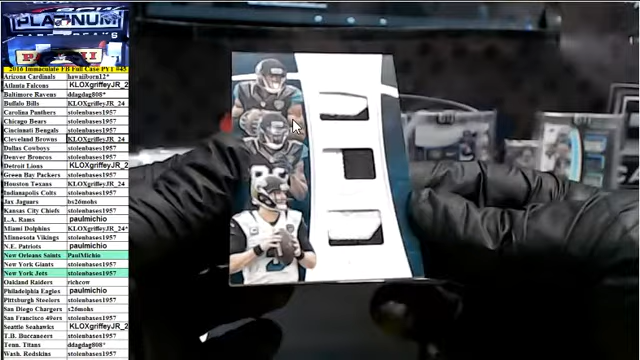 PLATINUM
2016 Immaculate FB Full Case PYT #45
Arizona Cardinals hawaiiborn12*
Atlanta Falcons KLOXgriffeyJR_2
Baltimore Ravens ddagdag808*
Buffalo Bills KLOXgriffeyJR_24
Carolina Panthers stolenbases1957
Chicago Bears stolenbases1957
Cincinnati Bengals stolenbases1957
Cleveland Browns KLOXgriffeyJR_24
Dallas Cowboys stolenbases1957
Denver Broncos stolenbases1957
Detroit Lions KLOXgriffeyJR_2
Green Bay Packers stolenbases1957
Houston Texans KLOXgriffeyJR_24
Indianapolis Colts stolenbases1957
Jax Jaguars bs26mohs
Kansas City Chiefs stolenbases1957
L.A. Rams paulmichio
Miami Dolphins KLOXgriffeyJR_24*
Minnesota Vikings stolenbases1957
N.E. Patriots paulmichio
New Orleans Saints PaulMichio
New York Giants stolenbases1957
New York Jets stolenbases1957
Oakland Raiders richcow
Philadelphia Eagles paulmichio
Pittsburgh Steelers stolenbases1957
San Diego Chargers s26mohs
San Francisco 49ers stolenbases1957
Seattle Seahawks KLOXgriffeyJR_2
T.B. Buccaneers stolenbases1957
Tenn. Titans ddagdag808*
Wash. Redskins stolenbases1957